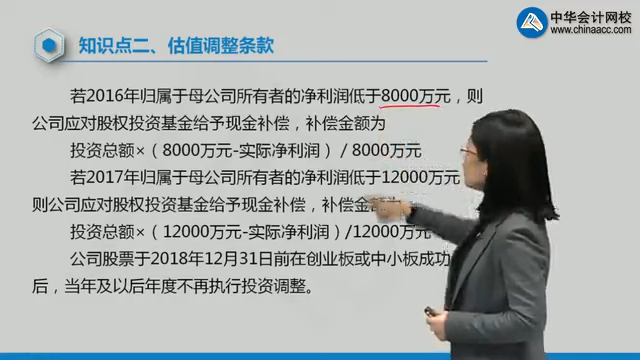 中华会计网校
www.chinaacc.com
知识点二、估值调整条款
若2016年归属于母公司所有者的净利润低于8000万元，则
公司应对股权投资基金给予现金补偿，补偿金额为
投资总额×（8000万元-实际净利润）/ 8000万元
若2017年归属于母公司所有者的净利润低于12000万元
则公司应对股权投资基金给予现金补偿，补偿金额为
投资总额×（12000万元-实际净利润）/12000万元
公司股票于2018年12月31日前在创业板或中小板成功
后，当年及以后年度不再执行投资调整。